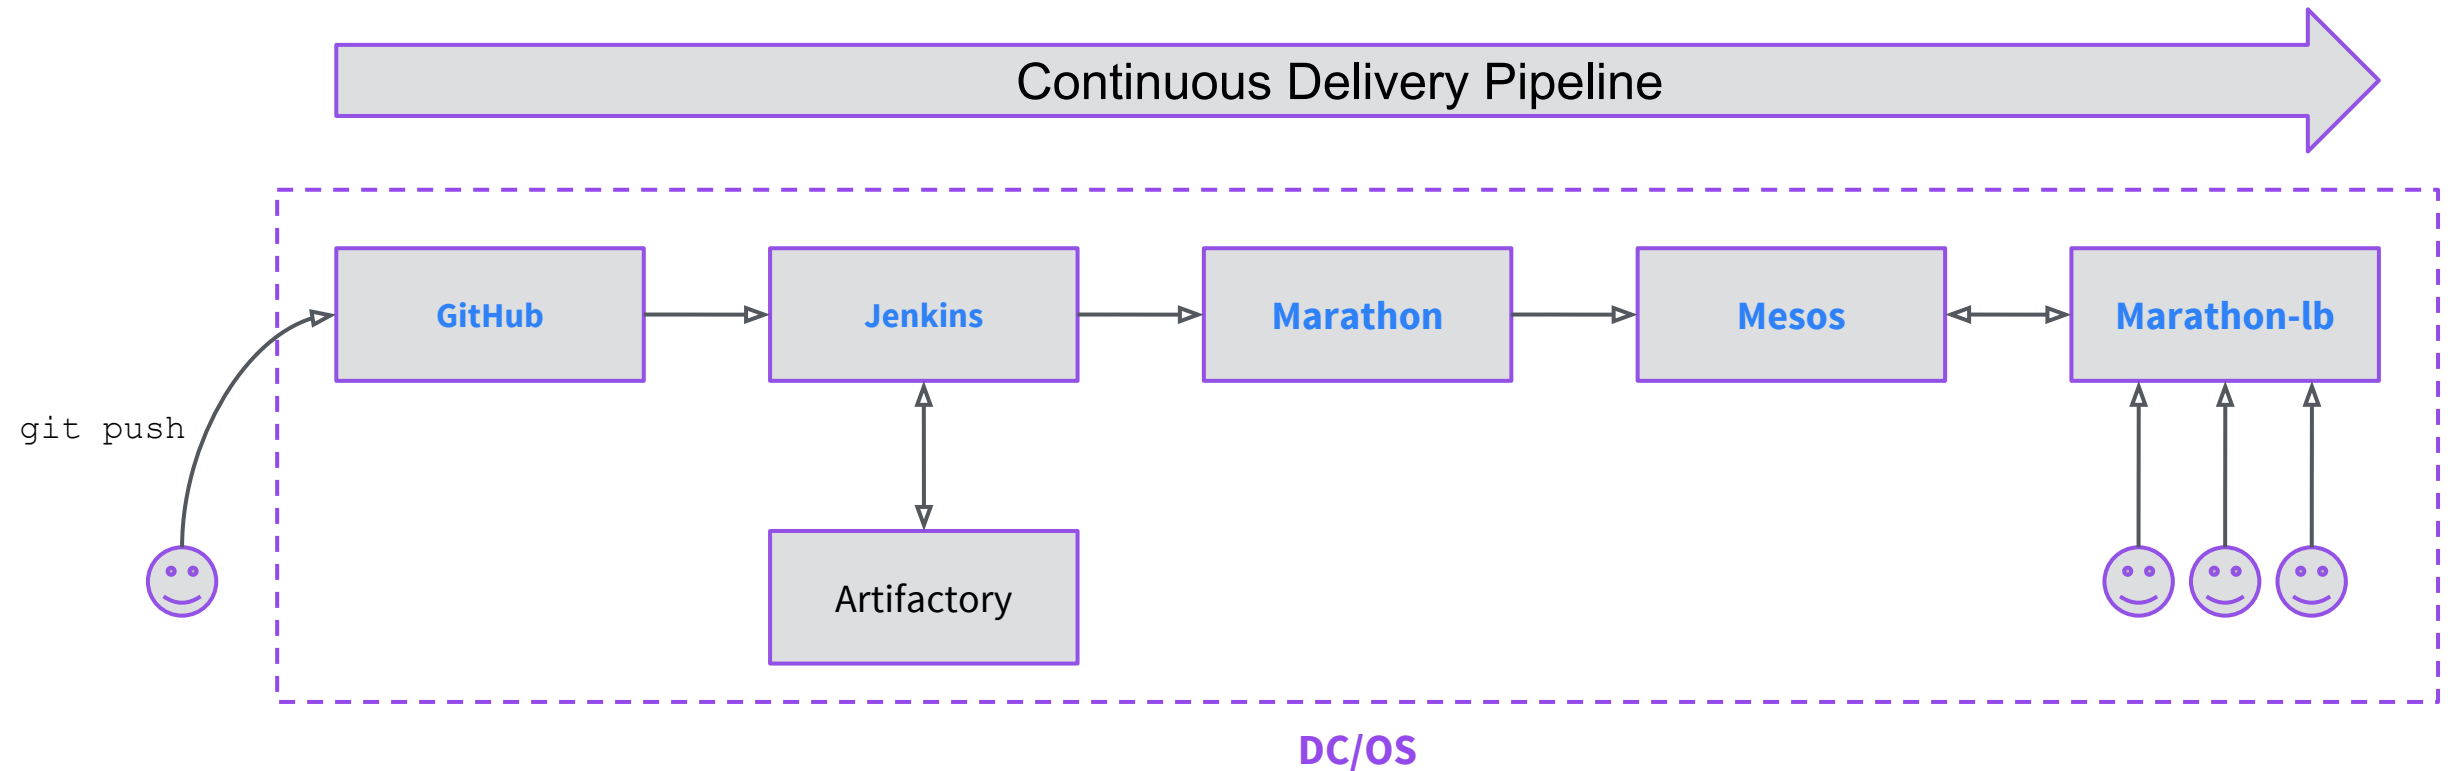 Continuous Delivery Pipeline
GitHub
Jenkins
Marathon
Mesos
Marathon-lb
git push
Artifactory
DC/OS